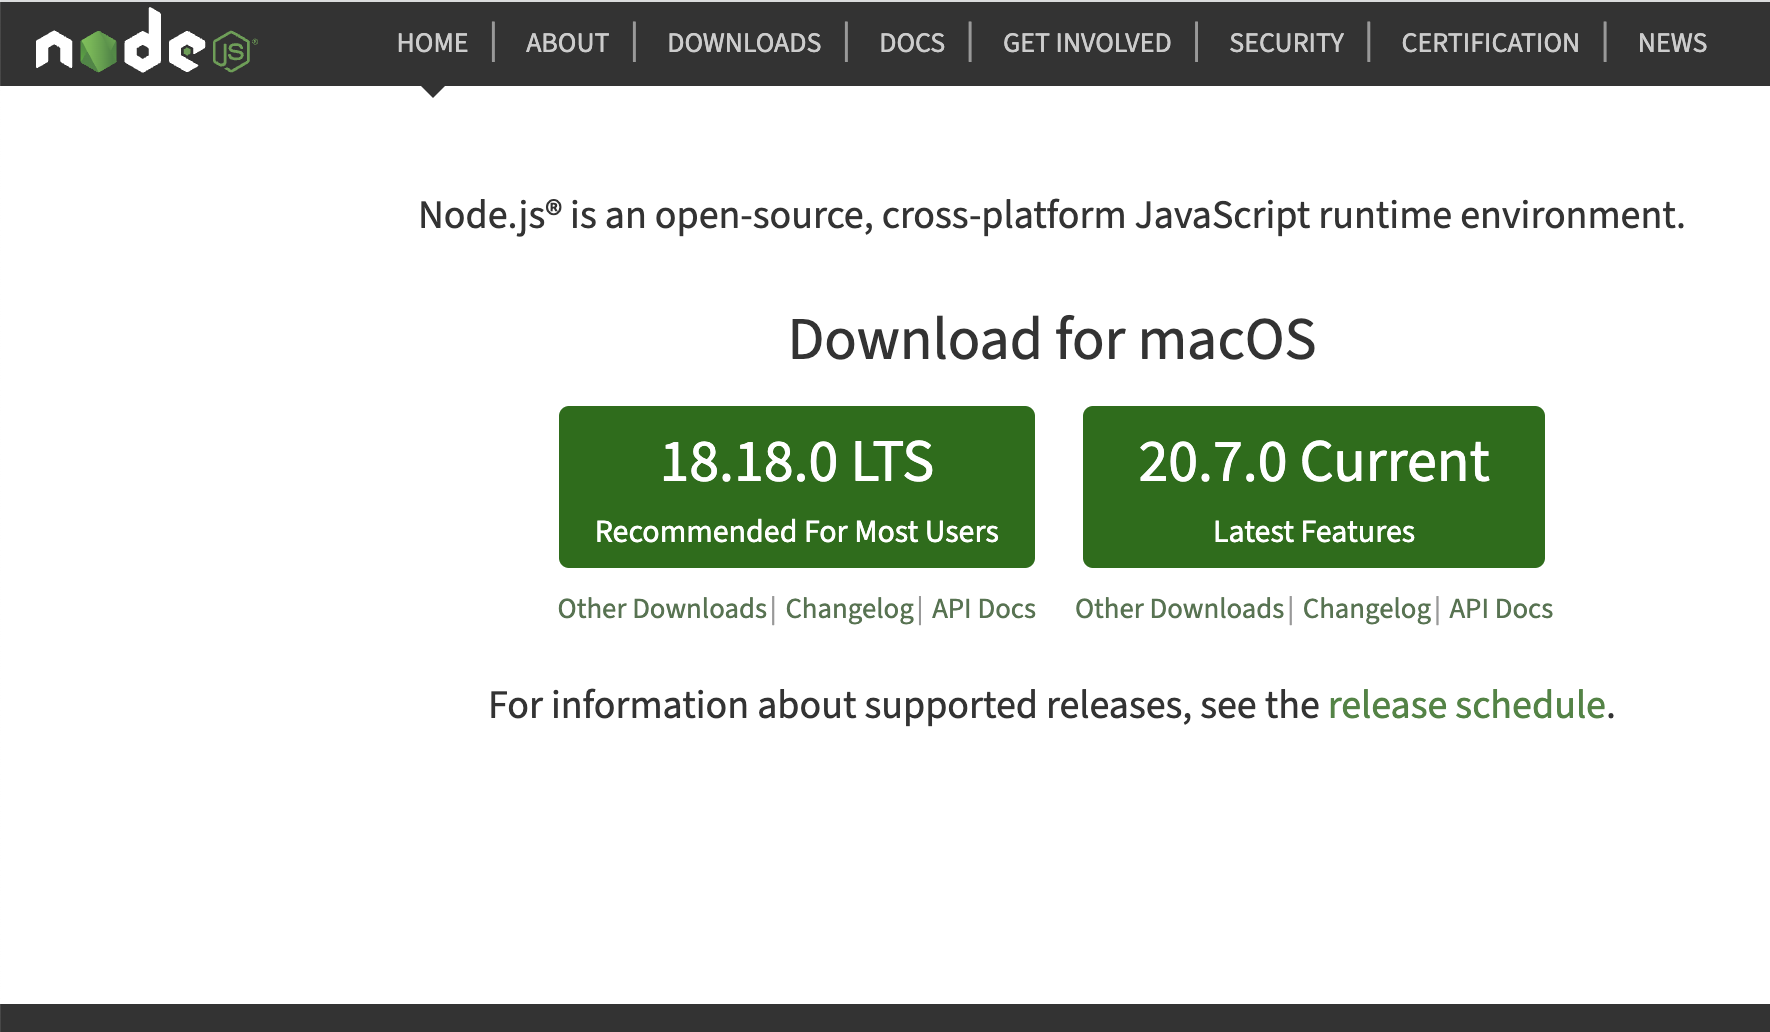 node JS®
HOME | ABOUT | DOWNLOADS | DOCS | GET INVOLVED | SECURITY | CERTIFICATION | NEWS
Node.js® is an open-source, cross-platform JavaScript runtime environment.
Download for macOS
18.18.0 LTS
Recommended For Most Users
20.7.0 Current
Latest Features
Other Downloads | Changelog | API Docs
Other Downloads | Changelog | API Docs
For information about supported releases, see the release schedule.